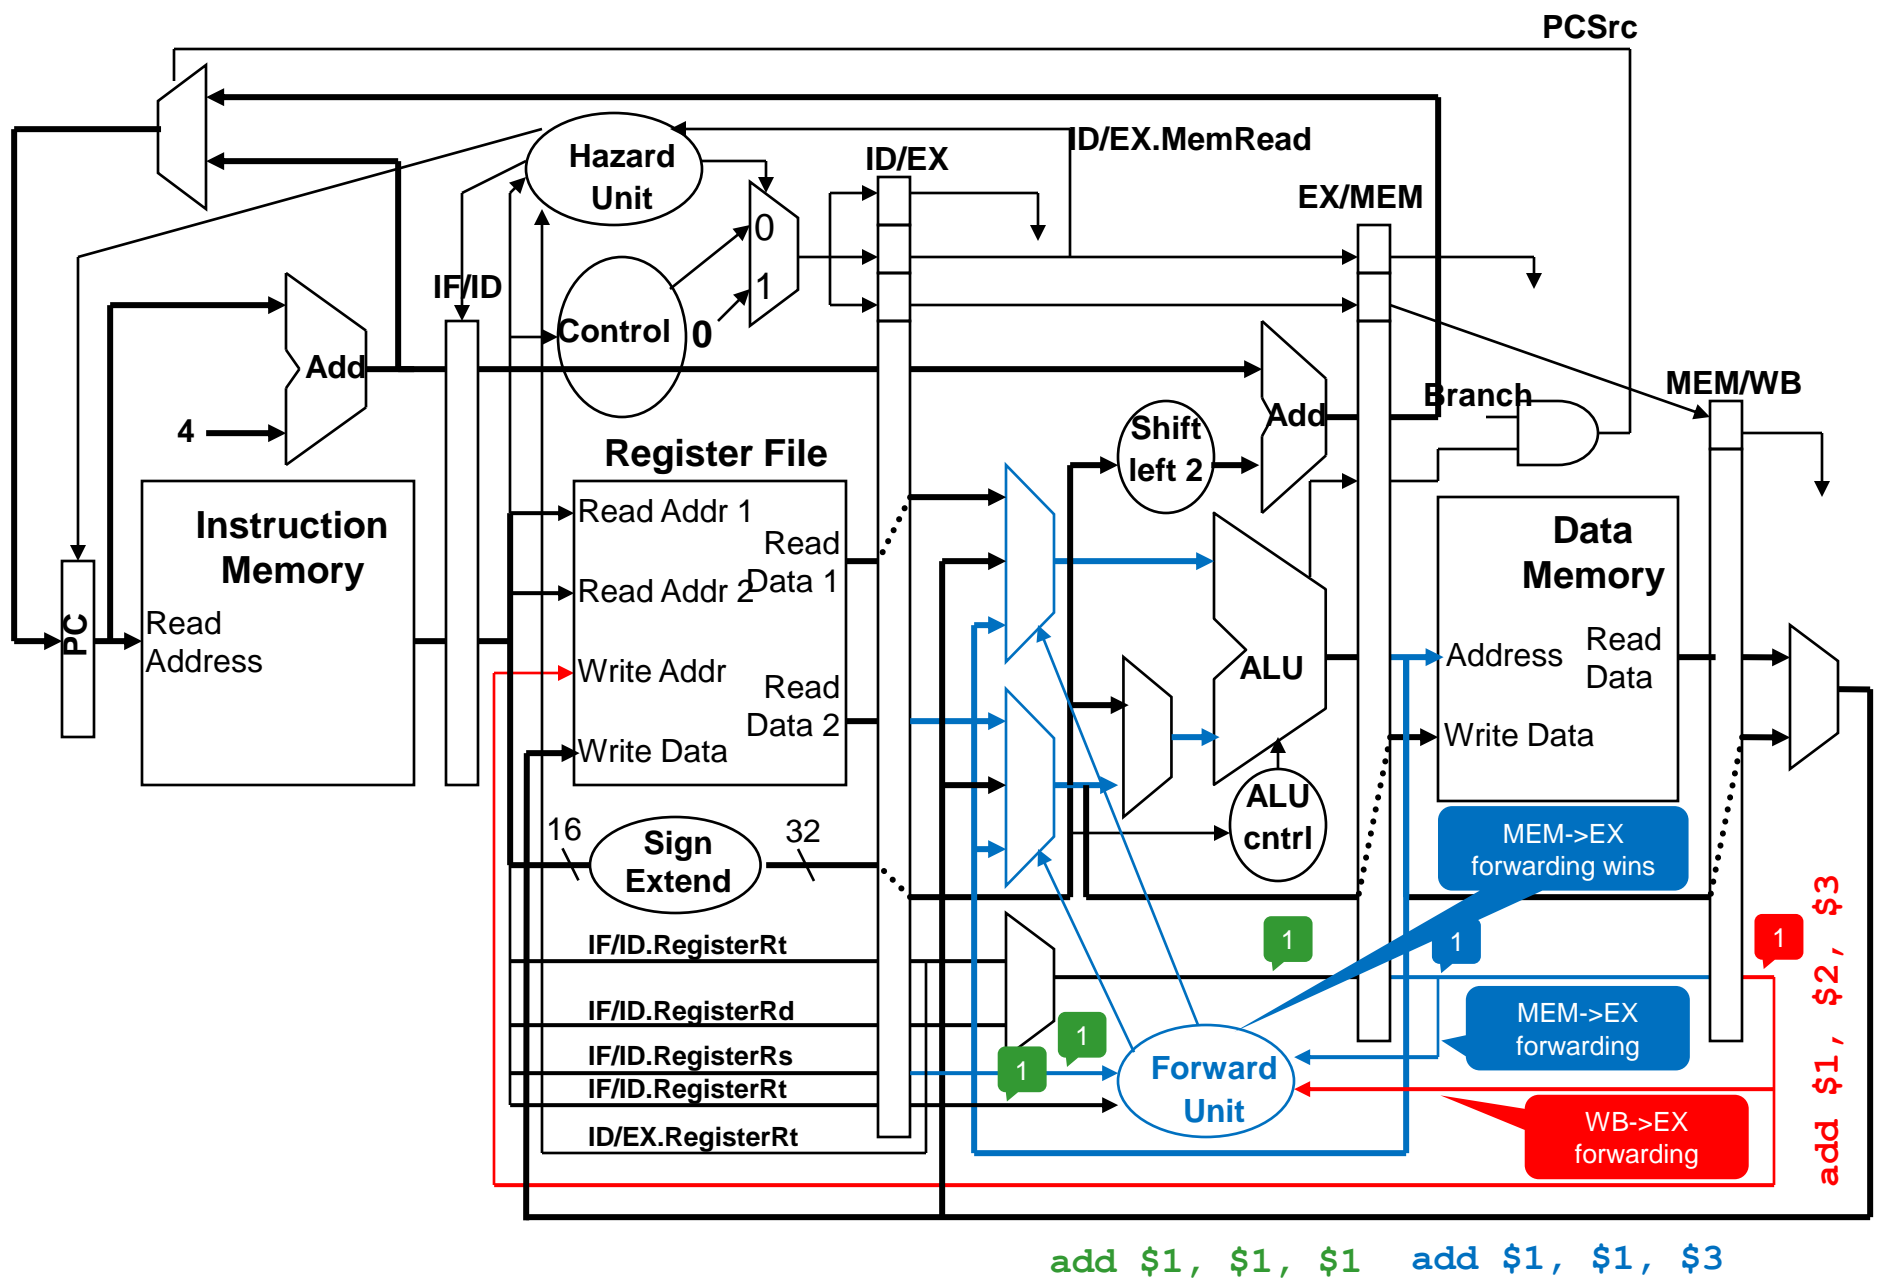 PCSrc
Hazard
Unit
ID/EX.MemRead
ID/EX
EX/MEM
0
1
IF/ID
Control
0
Add
4
Add
Branch
MEM/WB
Shift
left 2
Register File
Instruction
Memory
Read Addr 1
Read
Data 1
Read Addr 2
Data
Memory
PC
Read
Address
Write Addr
Read
Data 2
Write Data
ALU
Address
Read
Data
Write Data
ALU
cntrl
16
Sign
Extend
32
MEM->EX
forwarding wins
IF/ID.RegisterRt
1
1
1
IF/ID.RegisterRd
MEM->EX
forwarding
1
IF/ID.RegisterRs
1
IF/ID.RegisterRt
Forward
Unit
ID/EX.RegisterRt
WB->EX
forwarding
add $1, $2, $3
add $1, $1, $1
add $1, $1, $3